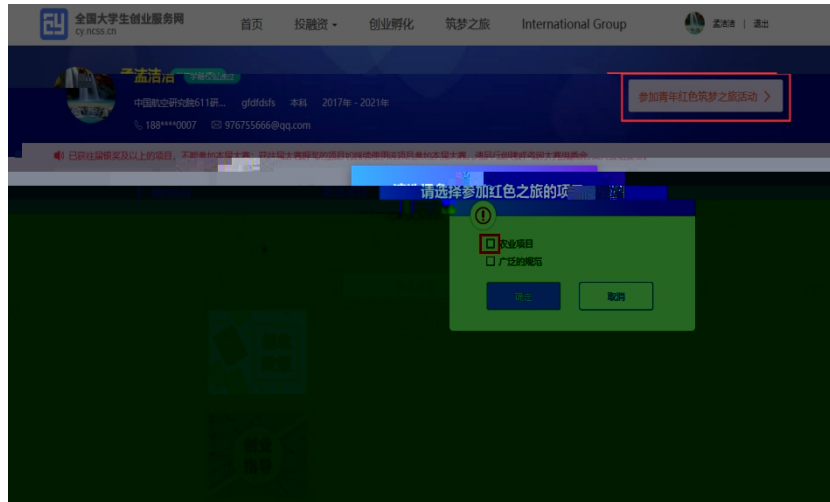 全国大学生创业服务网
cy.ncss.cn
首页 投融资 创业孵化 筑梦之旅 International Group 孟洁洁 | 退出
孟洁洁
中国航空研究院611研... gfdfdsfs 本科 2017年 - 2021年
188****0007 976755666@qq.com
参加青年红色筑梦之旅活动
请选择参加红色之旅的项
农业项目
广泛的规范
确定 取消
创业
指导